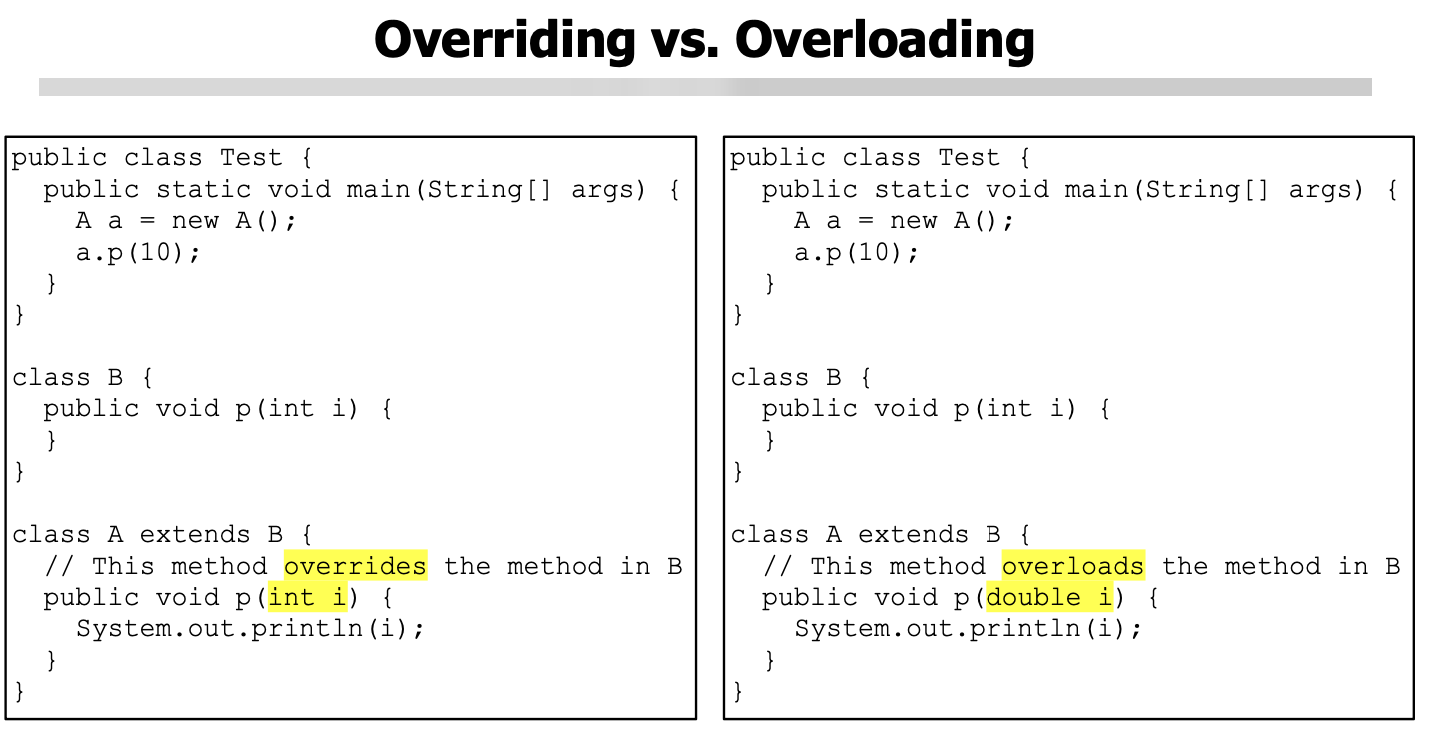 Overriding vs. Overloading
public class Test {
  public static void main(String[] args) {
    A a = new A();
    a.p(10);
  }
}

class B {
  public void p(int i) {
  }
}

class A extends B {
  // This method overrides the method in B
  public void p(int i) {
    System.out.println(i);
  }
}
public class Test {
  public static void main(String[] args) {
    A a = new A();
    a.p(10);
  }
}

class B {
  public void p(int i) {
  }
}

class A extends B {
  // This method overloads the method in B
  public void p(double i) {
    System.out.println(i);
  }
}